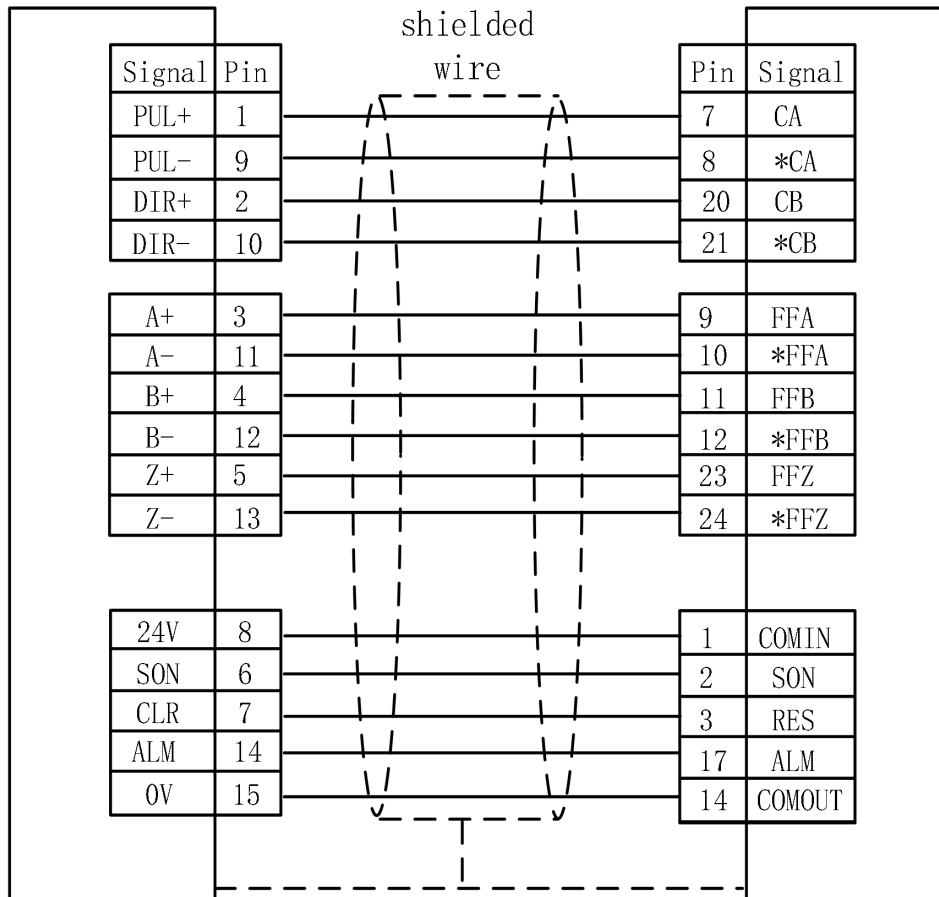 shielded
wire
Signal Pin Pin Signal
PUL+ 1 7 CA
PUL- 9 8 *CA
DIR+ 2 20 CB
DIR- 10 21 *CB
A+ 3 9 FFA
A- 11 10 *FFA
B+ 4 11 FFB
B- 12 12 *FFB
Z+ 5 23 FFZ
Z- 13 24 *FFZ
24V 8 1 COMIN
SON 6 2 SON
CLR 7 3 RES
ALM 14 17 ALM
0V 15 14 COMOUT